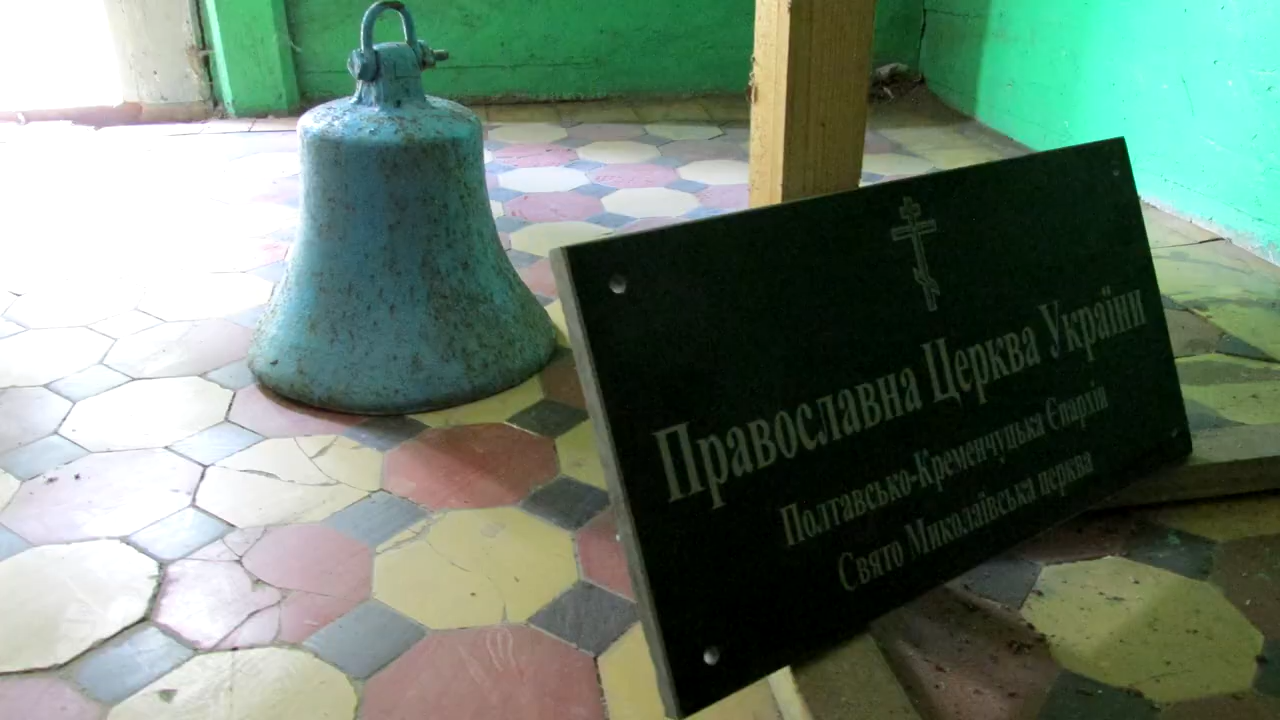 Православна Церква України
Полтавсько-Кременчуцька Єпархія
Свято Миколаївська церква